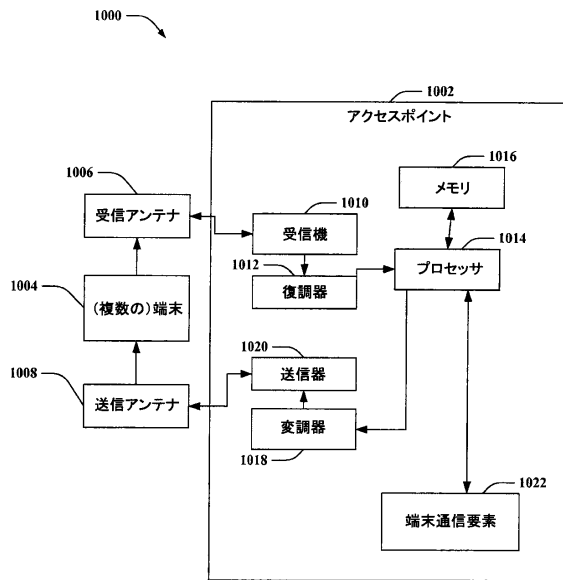 1000
1002
アクセスポイント
1016
メモリ
1006
受信アンテナ
1010
受信機
1014
プロセッサ
1012
復調器
1004
(複数の)端末
1020
送信器
1008
送信アンテナ
変調器
1018
1022
端末通信要素